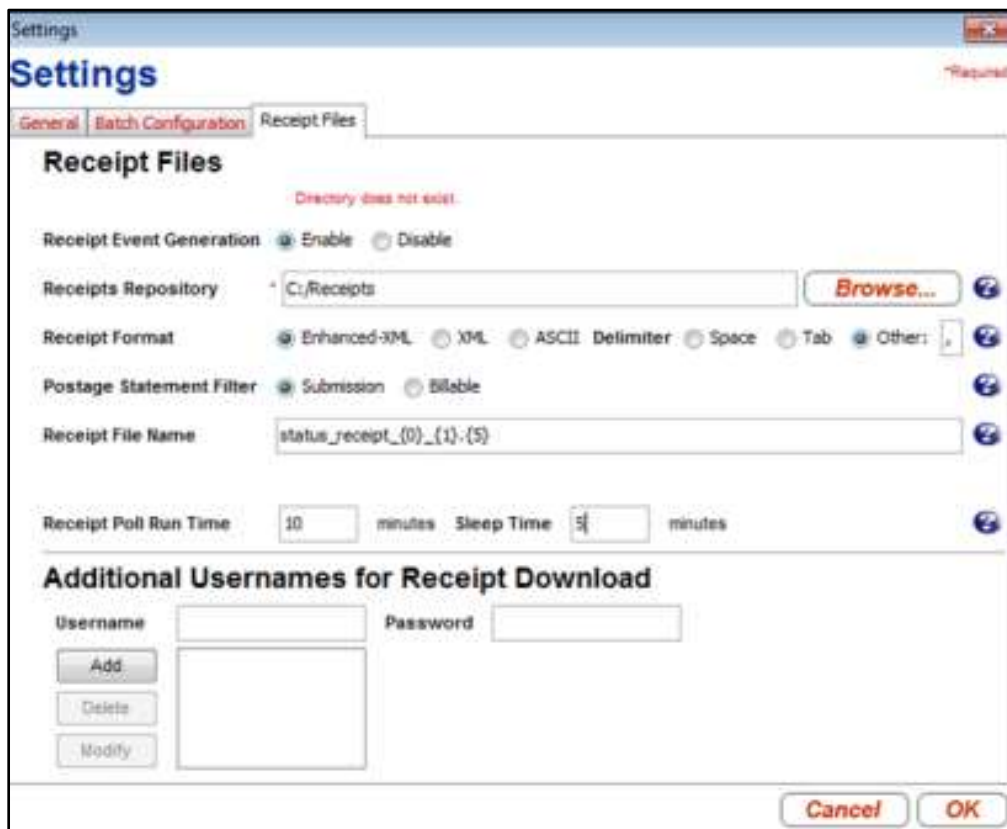 Settings
Settings
*Required
General Batch Configuration Receipt Files
Receipt Files
Directory does not exist.
Receipt Event Generation Enable Disable
Receipts Repository * C:/Receipts Browse...
Receipt Format Enhanced-XML XML ASCII Delimiter Space Tab Other: ,
Postage Statement Filter Submission Billable
Receipt File Name status_receipt_{0}_{1}.{5}
Receipt Poll Run Time 10 minutes Sleep Time 5 minutes
Additional Usernames for Receipt Download
Username Password
Add
Delete
Modify
Cancel OK